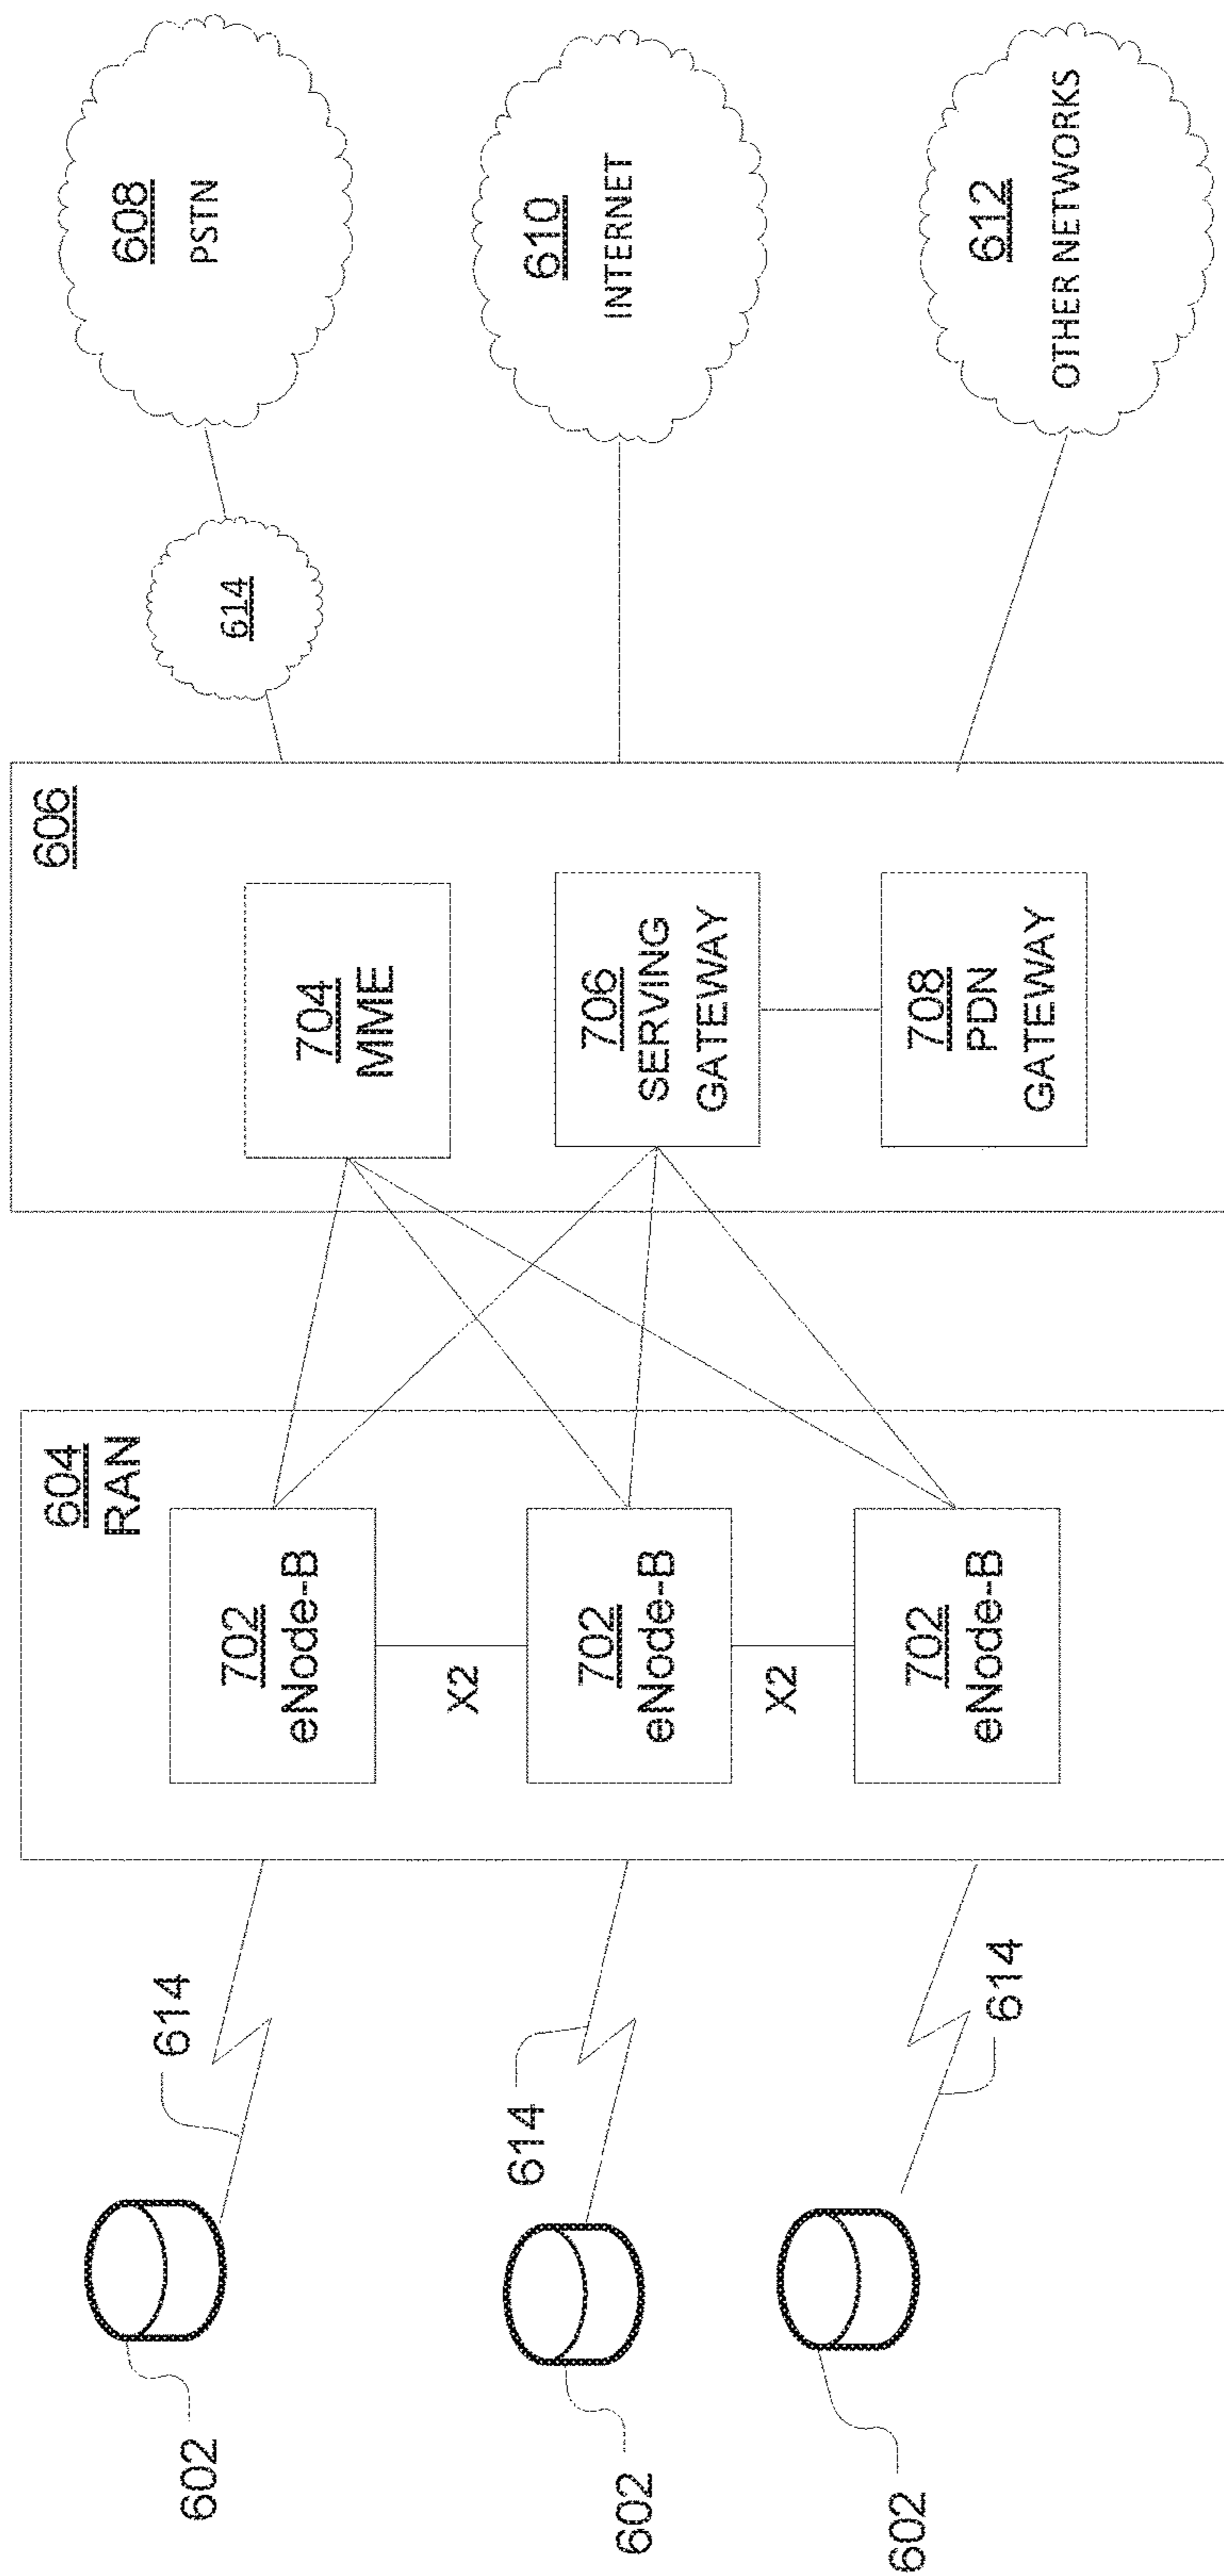 602
614
602
614
602
614
604
RAN
702
eNode-B
X2
702
eNode-B
X2
702
eNode-B
606
704
MME
706
SERVING
GATEWAY
708
PDN
GATEWAY
614
608
PSTN
610
INTERNET
612
OTHER NETWORKS